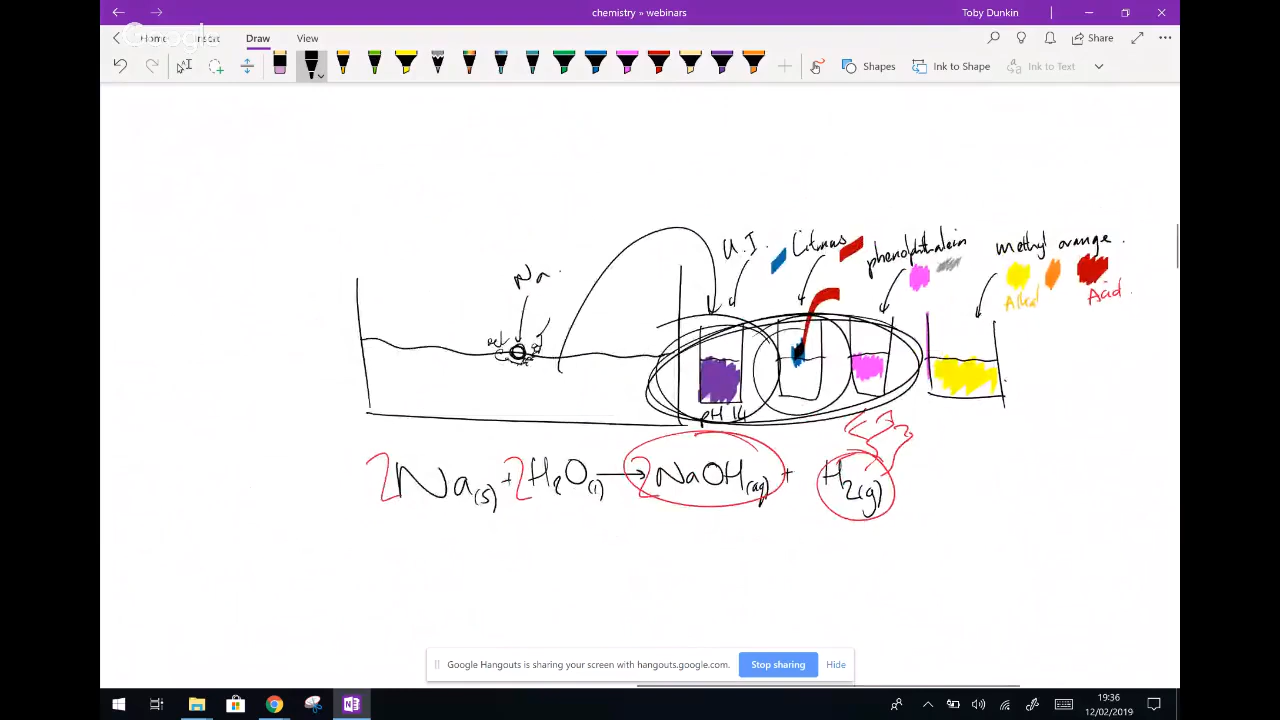 chemistry » webinars
Toby Dunkin
Google
Home
Insert
Draw
View
Share
Shapes
Ink to Shape
Ink to Text
Na
U.I.
Litmus
phenolphthalein
methyl orange
Alkal
Acid
pH 14
2Na(s) + 2H₂O(l) → 2NaOH(aq) + H₂(g)
Google Hangouts is sharing your screen with hangouts.google.com.
Stop sharing
Hide
19:36
12/02/2019